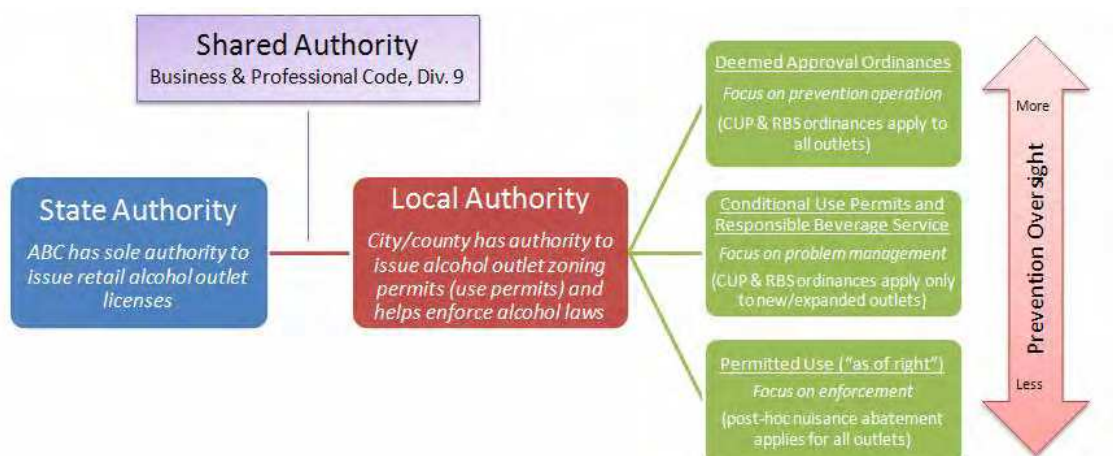 Shared Authority
Business & Professional Code, Div. 9
State Authority
ABC has sole authority to
issue retail alcohol outlet
licenses
Local Authority
City/county has authority to
issue alcohol outlet zoning
permits (use permits) and
helps enforce alcohol laws
Deemed Approval Ordinances
Focus on prevention operation
(CUP & RBS ordinances apply to
all outlets)
Conditional Use Permits and
Responsible Beverage Service
Focus on problem management
(CUP & RBS ordinances apply only
to new/expanded outlets)
Permitted Use ("as of right")
Focus on enforcement
(post-hoc nuisance abatement
applies for all outlets)
More
Prevention Oversight
Less